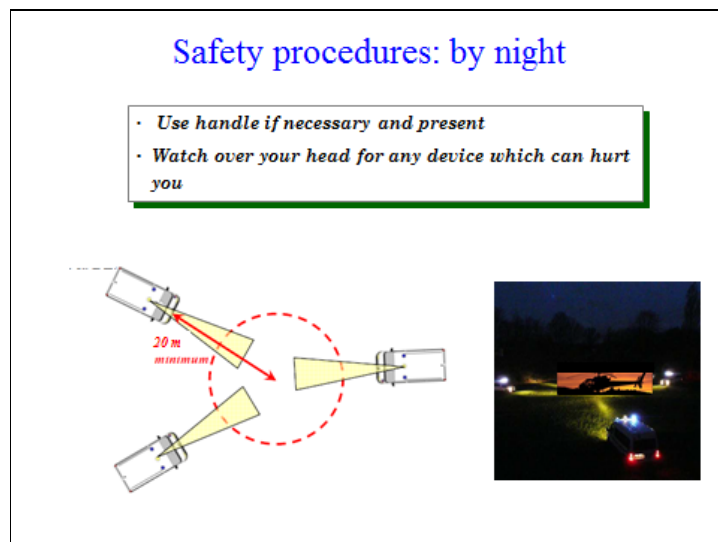 Safety procedures: by night
· Use handle if necessary and present
· Watch over your head for any device which can hurt
you
20 m
minimum